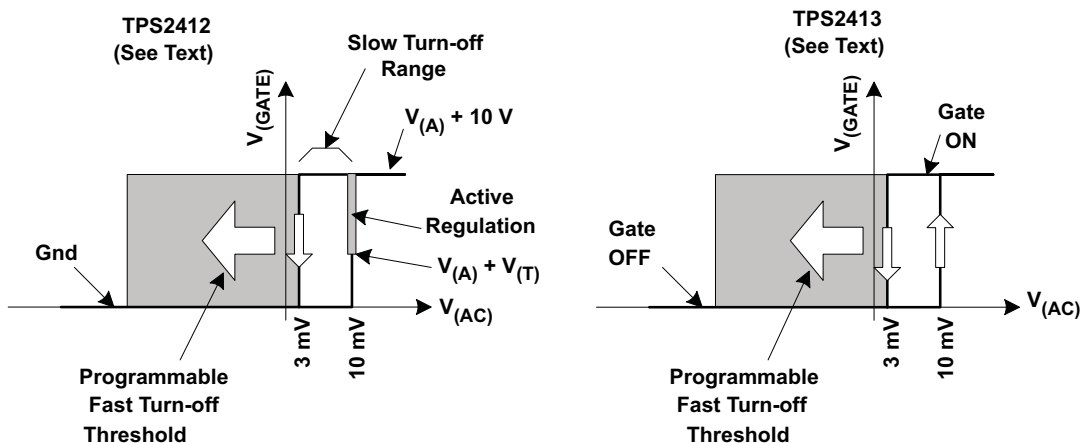 TPS2412
(See Text)
Slow Turn-off
Range
V(GATE)
V(A) + 10 V
Active
Regulation
Gnd
V(A) + V(T)
V(AC)
3 mV
10 mV
Programmable
Fast Turn-off
Threshold
TPS2413
(See Text)
V(GATE)
Gate
ON
Gate
OFF
V(AC)
3 mV
10 mV
Programmable
Fast Turn-off
Threshold